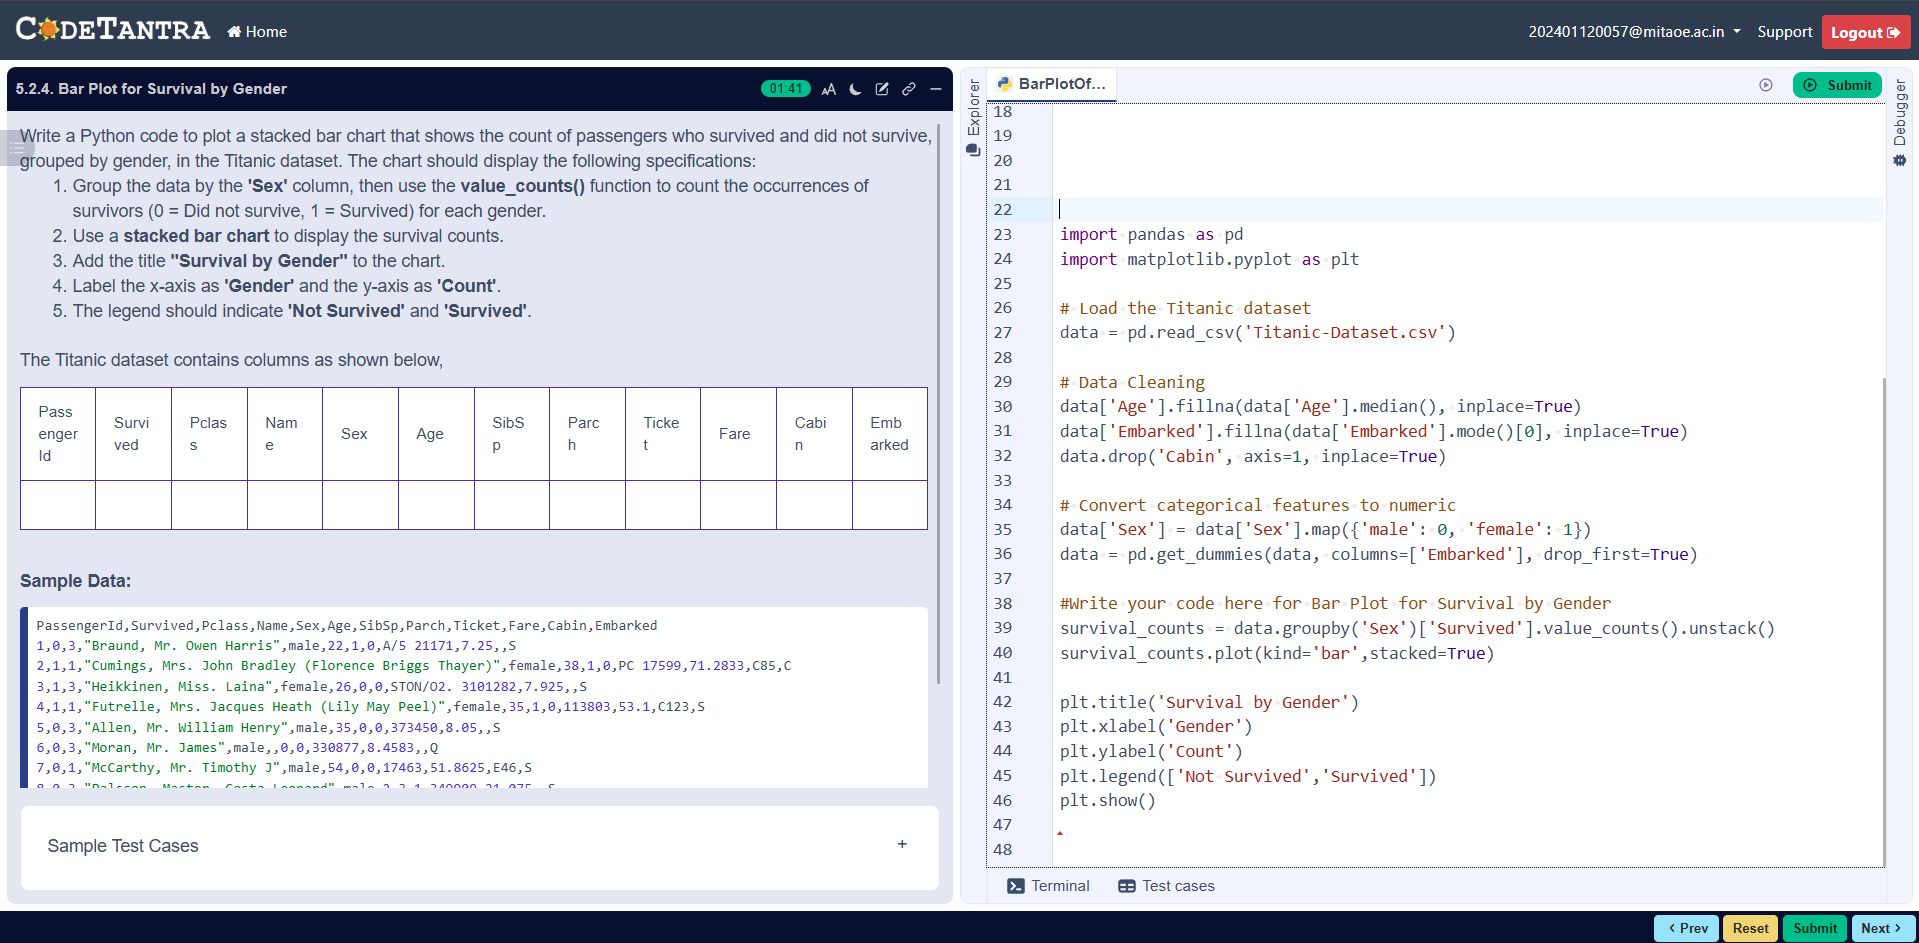 CODETANTRA Home 202401120057@mitaoe.ac.in Support Logout
5.2.4. Bar Plot for Survival by Gender 01:41 AA
Write a Python code to plot a stacked bar chart that shows the count of passengers who survived and did not survive,
grouped by gender, in the Titanic dataset. The chart should display the following specifications:
1. Group the data by the 'Sex' column, then use the value_counts() function to count the occurrences of
survivors (0 = Did not survive, 1 = Survived) for each gender.
2. Use a stacked bar chart to display the survival counts.
3. Add the title "Survival by Gender" to the chart.
4. Label the x-axis as 'Gender' and the y-axis as 'Count'.
5. The legend should indicate 'Not Survived' and 'Survived'.
The Titanic dataset contains columns as shown below,
Pass
enger
Id
Survi
ved
Pclas
s
Nam
e
Sex
Age
SibS
p
Parc
h
Ticke
t
Fare
Cabi
n
Emb
arked
Sample Data:
PassengerId,Survived,Pclass,Name,Sex,Age,SibSp,Parch,Ticket,Fare,Cabin,Embarked
1,0,3,"Braund, Mr. Owen Harris",male,22,1,0,A/5 21171,7.25,,S
2,1,1,"Cumings, Mrs. John Bradley (Florence Briggs Thayer)",female,38,1,0,PC 17599,71.2833,C85,C
3,1,3,"Heikkinen, Miss. Laina",female,26,0,0,STON/O2. 3101282,7.925,,S
4,1,1,"Futrelle, Mrs. Jacques Heath (Lily May Peel)",female,35,1,0,113803,53.1,C123,S
5,0,3,"Allen, Mr. William Henry",male,35,0,0,373450,8.05,,S
6,0,3,"Moran, Mr. James",male,,0,0,330877,8.4583,,Q
7,0,1,"McCarthy, Mr. Timothy J",male,54,0,0,17463,51.8625,E46,S
8,0,3,"Palsson, Master. Gosta Leonard",male,2,3,1,349909,21.075,,S
Sample Test Cases +
Explorer
BarPlotOf... Submit
Debugger
18
19
20
21
22
23 import pandas as pd
24 import matplotlib.pyplot as plt
25
26 # Load the Titanic dataset
27 data = pd.read_csv('Titanic-Dataset.csv')
28
29 # Data Cleaning
30 data['Age'].fillna(data['Age'].median(), inplace=True)
31 data['Embarked'].fillna(data['Embarked'].mode()[0], inplace=True)
32 data.drop('Cabin', axis=1, inplace=True)
33
34 # Convert categorical features to numeric
35 data['Sex'] = data['Sex'].map({'male': 0, 'female': 1})
36 data = pd.get_dummies(data, columns=['Embarked'], drop_first=True)
37
38 #Write your code here for Bar Plot for Survival by Gender
39 survival_counts = data.groupby('Sex')['Survived'].value_counts().unstack()
40 survival_counts.plot(kind='bar',stacked=True)
41
42 plt.title('Survival by Gender')
43 plt.xlabel('Gender')
44 plt.ylabel('Count')
45 plt.legend(['Not Survived','Survived'])
46 plt.show()
47
48
Terminal Test cases
< Prev Reset Submit Next >